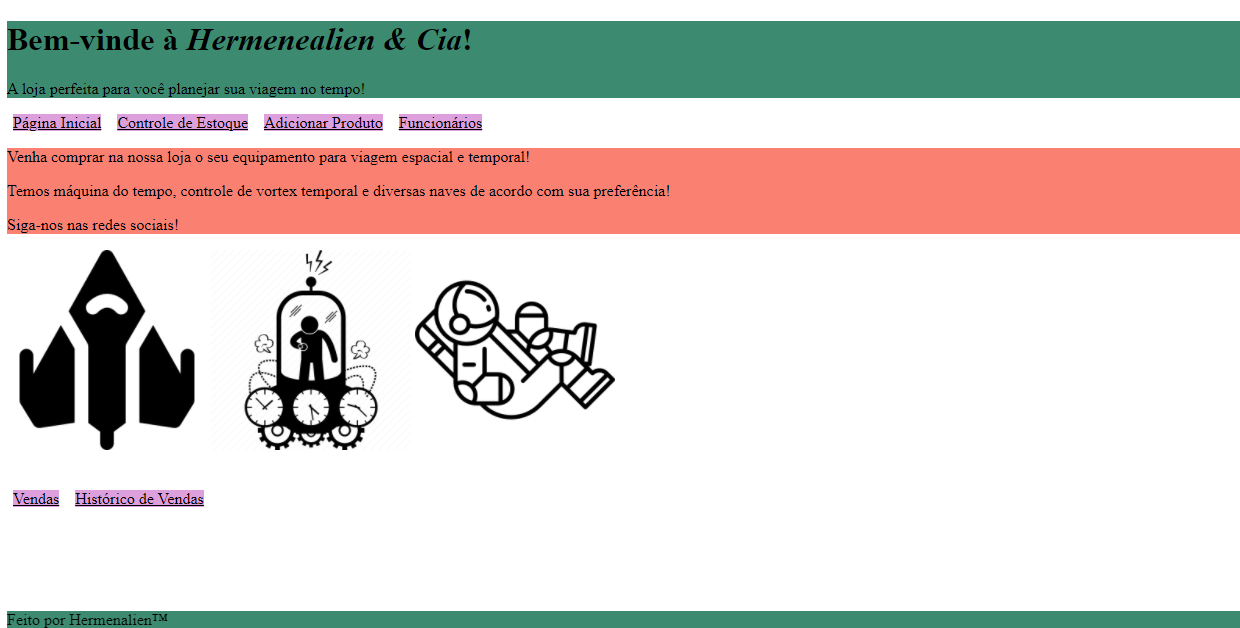 Bem-vinde à Hermenealien & Cia!
A loja perfeita para você planejar sua viagem no tempo!
Página Inicial Controle de Estoque Adicionar Produto Funcionários
Venha comprar na nossa loja o seu equipamento para viagem espacial e temporal!
Temos máquina do tempo, controle de vortex temporal e diversas naves de acordo com sua preferência!
Siga-nos nas redes sociais!
Vendas Histórico de Vendas
Feito por Hermenalien™